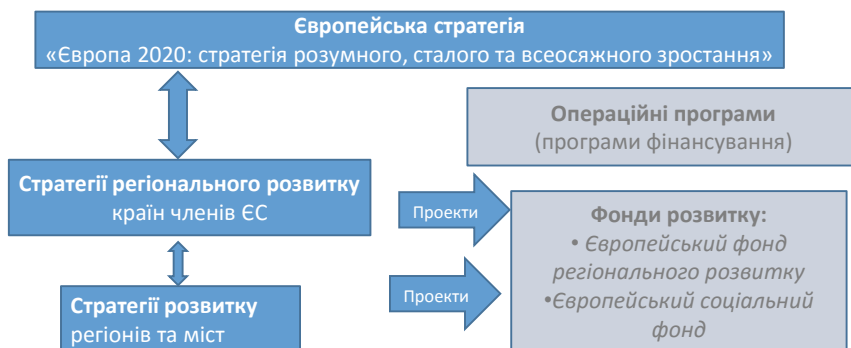 Європейська стратегія
«Європа 2020: стратегія розумного, сталого та всеосяжного зростання»
Операційні програми
(програми фінансування)
Стратегії регіонального розвитку
країн членів ЄС
Проекти
Фонди розвитку:
• Європейський фонд
регіонального розвитку
•Європейський соціальний
фонд
Проекти
Стратегії розвитку
регіонів та міст